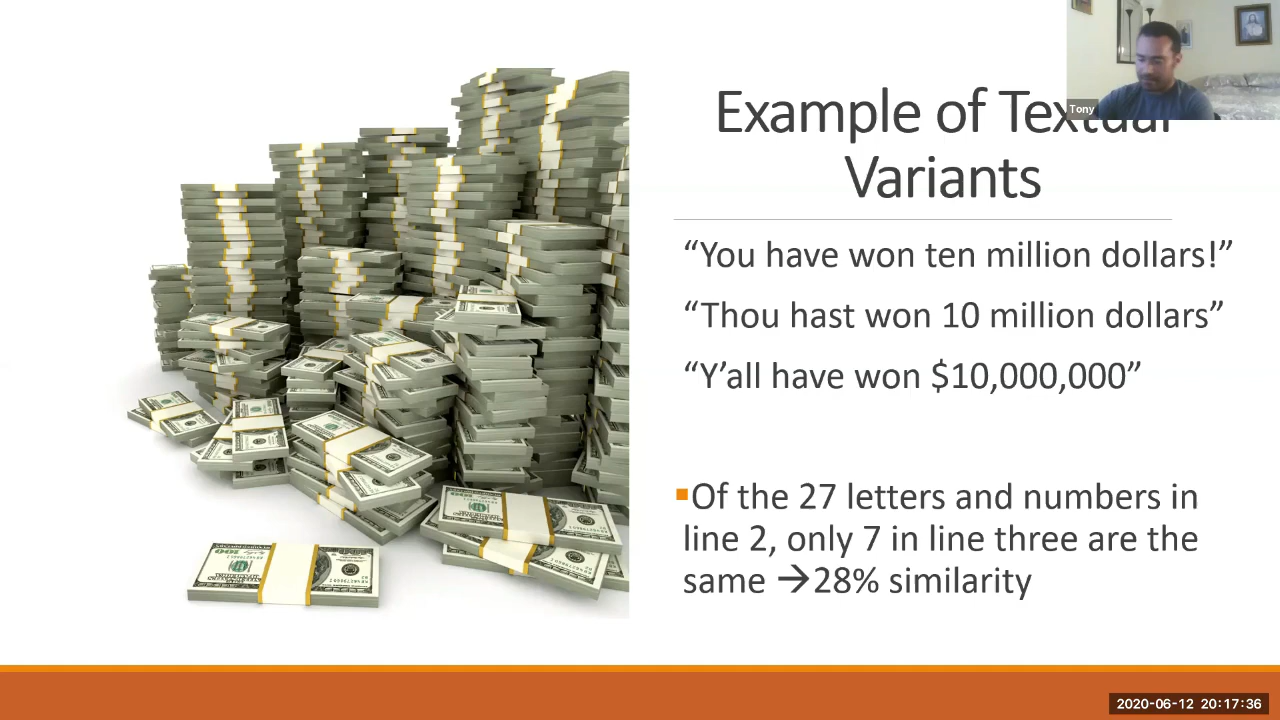 Tony
Example of Textual
Variants
“You have won ten million dollars!”
“Thou hast won 10 million dollars”
“Y’all have won $10,000,000”
▪Of the 27 letters and numbers in
line 2, only 7 in line three are the
same →28% similarity
2020-06-12 20:17:36